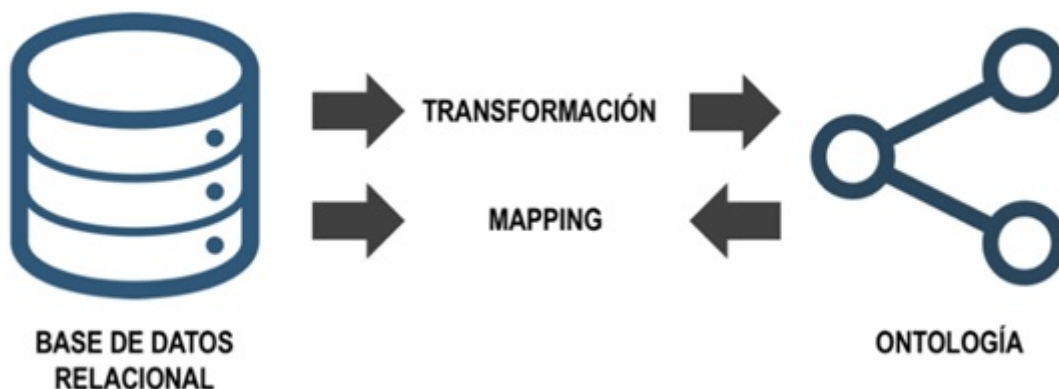 TRANSFORMACIÓN
MAPPING
BASE DE DATOS
RELACIONAL
ONTOLOGÍA